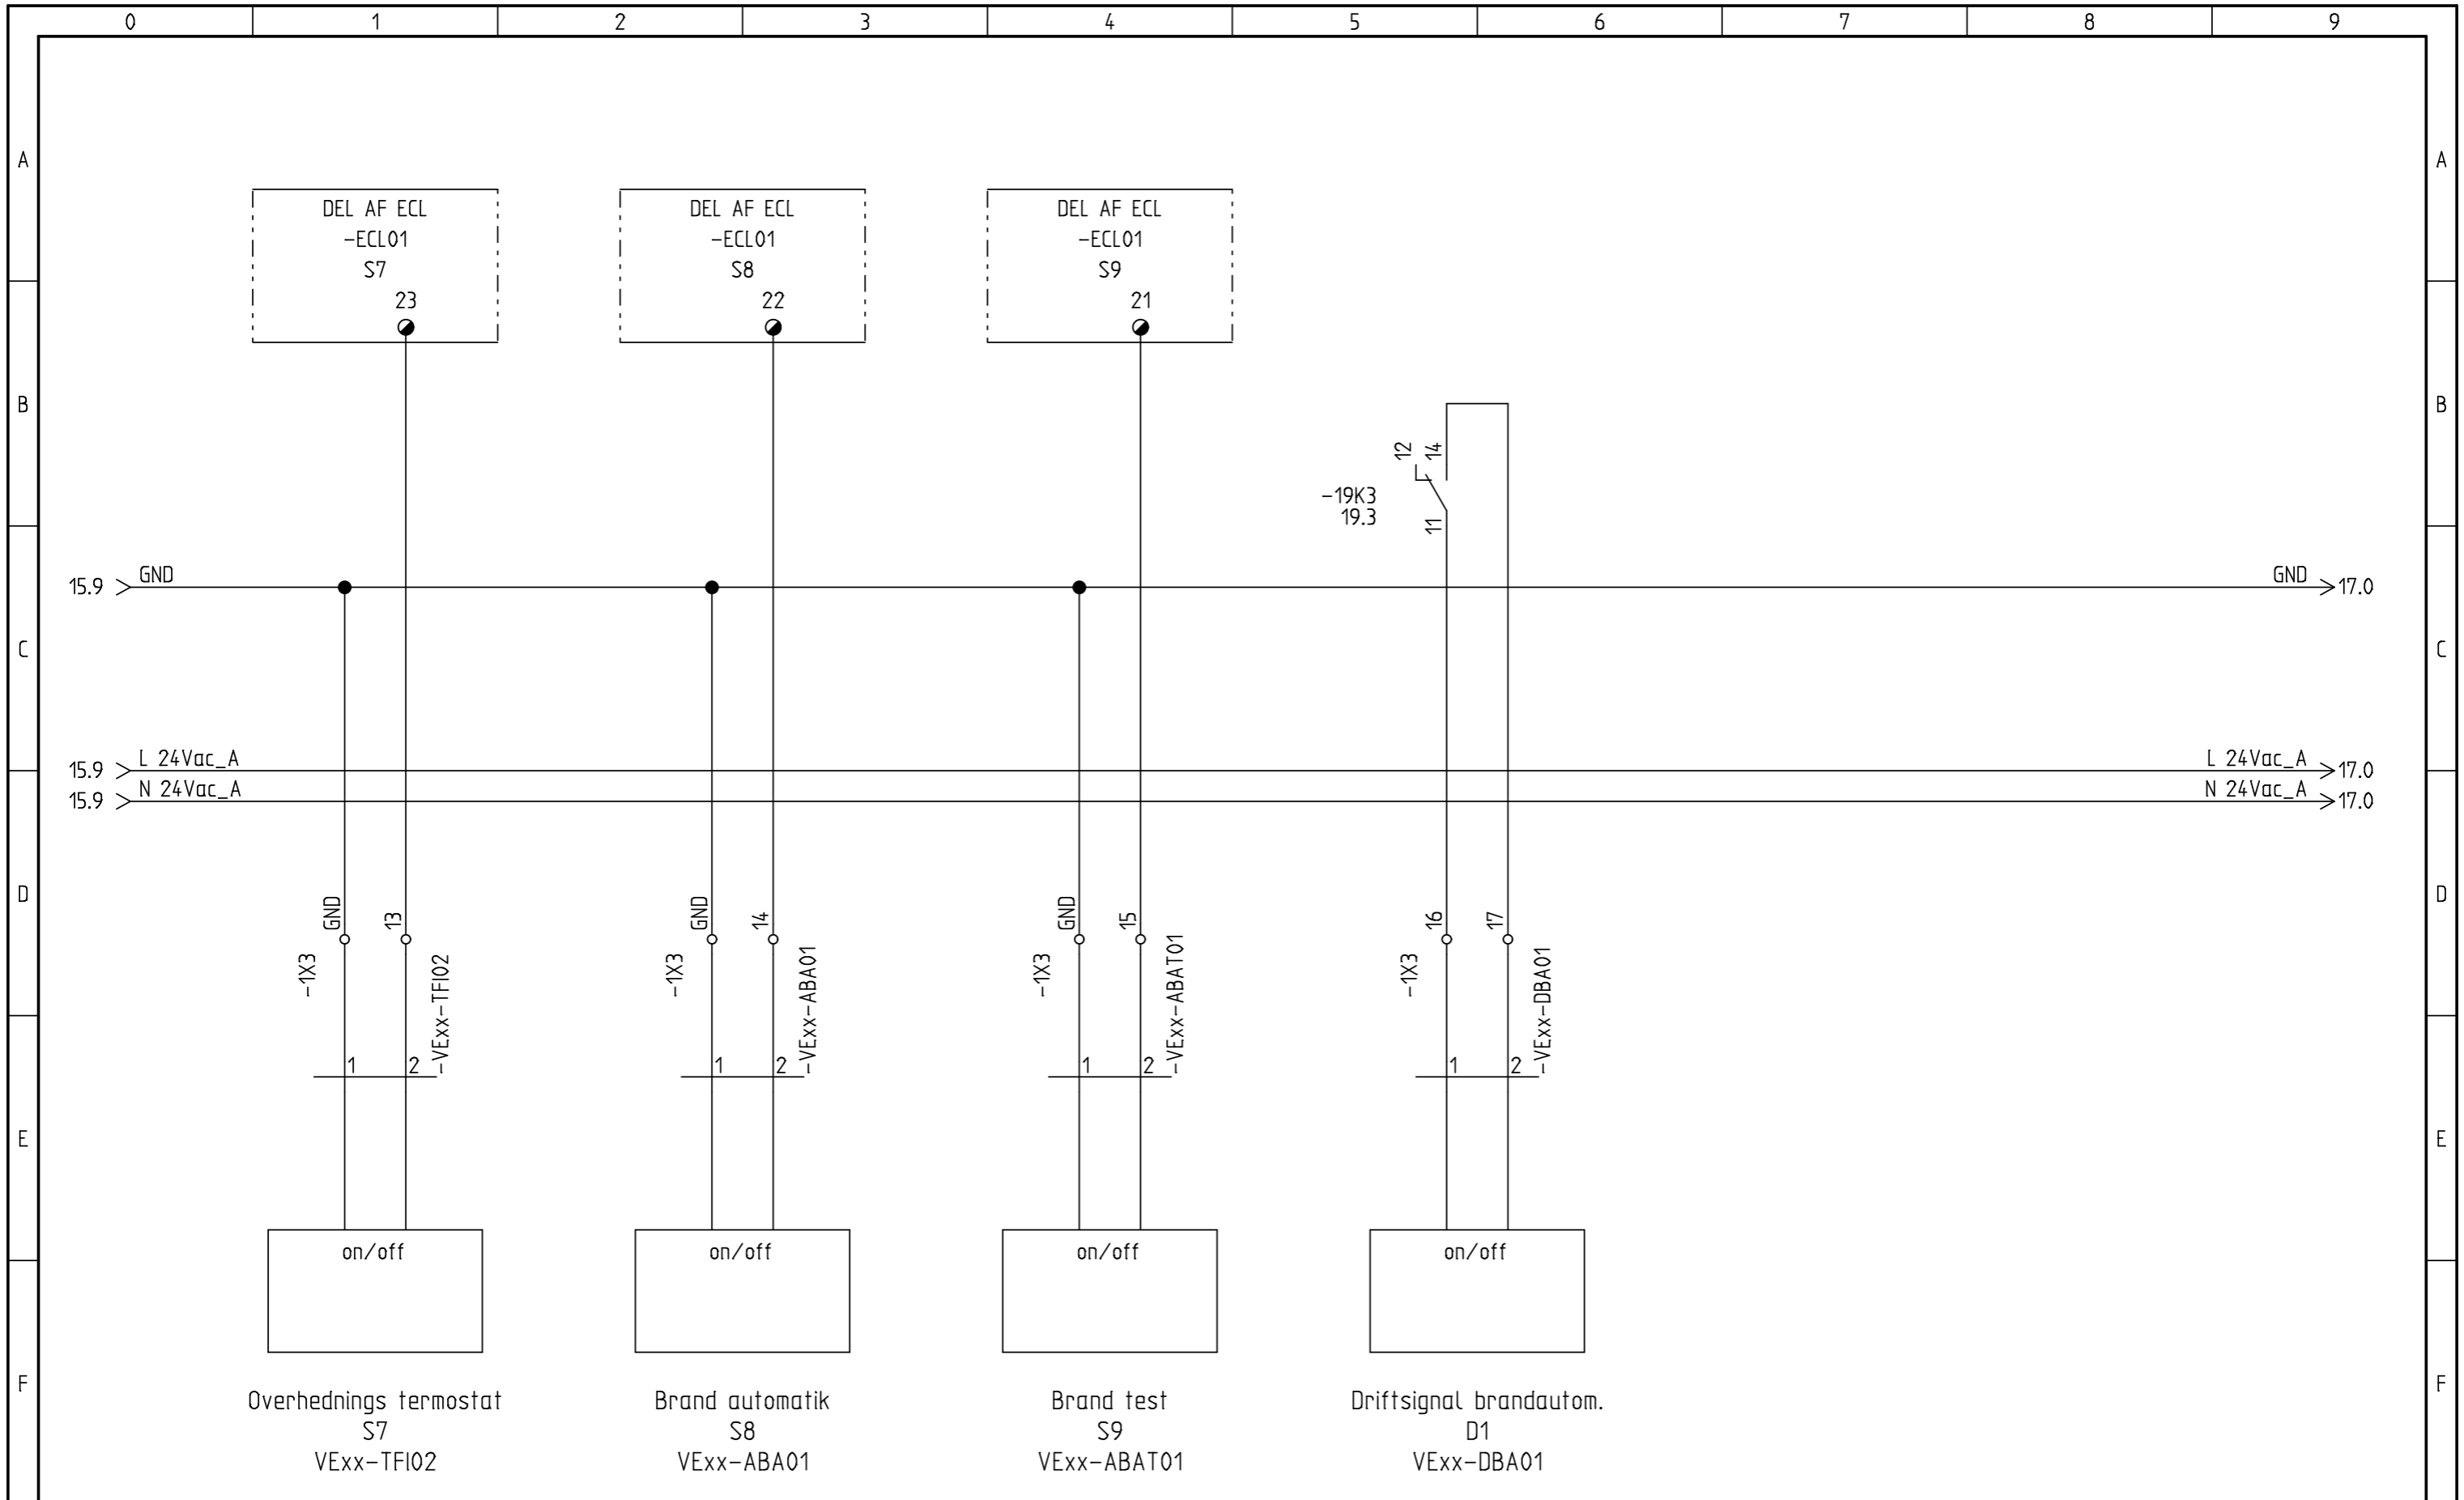 0 1 2 3 4 5 6 7 8 9
A A
DEL AF ECL
-ECL01
S7
23
DEL AF ECL
-ECL01
S8
22
DEL AF ECL
-ECL01
S9
21
B B
12 14
-19K3
19.3
11
15.9 GND GND 17.0
C C
15.9 L 24Vac_A L 24Vac_A 17.0
15.9 N 24Vac_A N 24Vac_A 17.0
D D
GND 13
-1X3
-VExx-TFI02
1 2
GND 14
-1X3
-VExx-ABA01
1 2
GND 15
-1X3
-VExx-ABAT01
1 2
16 17
-1X3
-VExx-DBA01
1 2
E E
on/off
on/off
on/off
on/off
F F
Overhednings termostat
S7
VExx-TFI02
Brand automatik
S8
VExx-ABA01
Brand test
S9
VExx-ABAT01
Driftsignal brandautom.
D1
VExx-DBA01